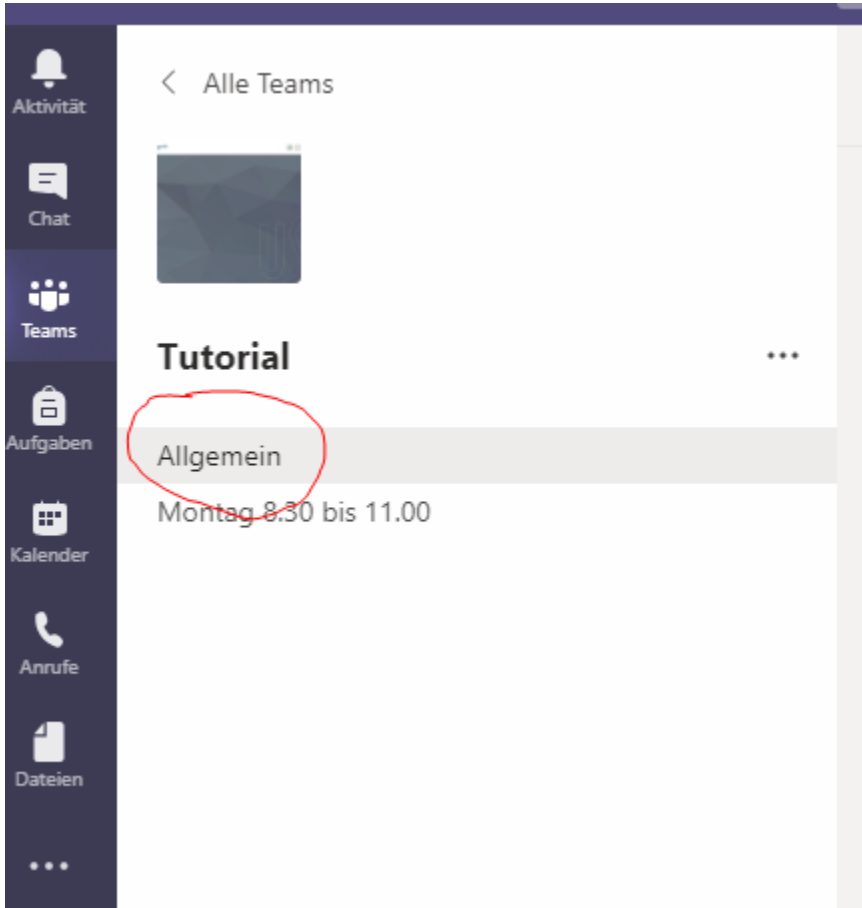 Aktivität
Chat
Teams
Aufgaben
Kalender
Anrufe
Dateien
Alle Teams
Tutorial
Allgemein
Montag 8.30 bis 11.00